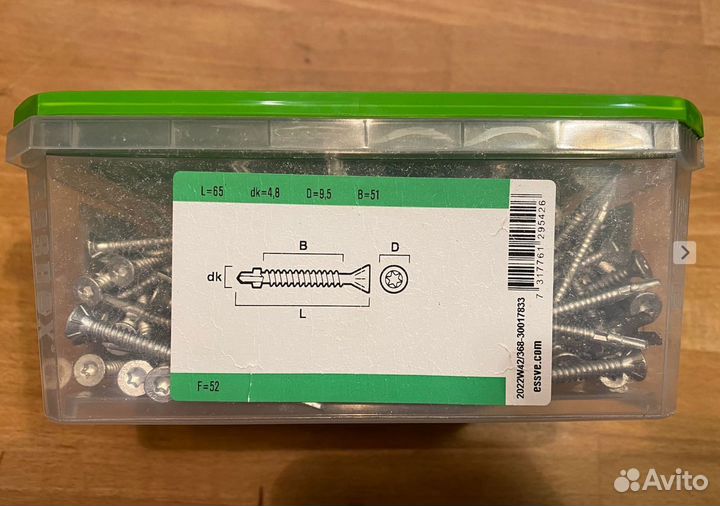 L=65 dk=4,8 D=9,5 B=51
B
D
dk
L
F=52
7 317761 295426
2022W42/368-30017833
essve.com
Avito